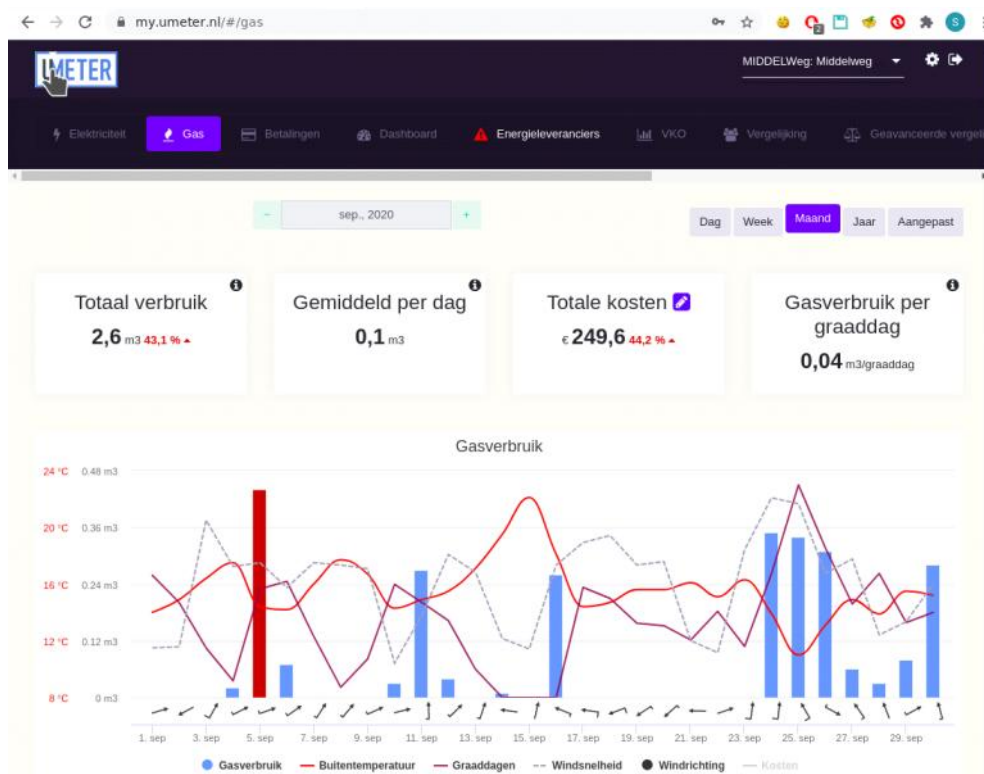 my.umeter.nl/#/gas
2
S
UMETER
MIDDELWeg: Middelweg
Elektriciteit Gas Betalingen Dashboard Energieleveranciers VKO Vergelijking Geavanceerde vergeli
- sep., 2020 +
Dag Week Maand Jaar Aangepast
Totaal verbruik
2,6 m3 43,1 %
Gemiddeld per dag
0,1 m3
Totale kosten
€ 249,6 44,2 %
Gasverbruik per
graaddag
0,04 m3/graaddag
Gasverbruik
24 °C 0.48 m3
20 °C 0.36 m3
16 °C 0.24 m3
12 °C 0.12 m3
8 °C 0 m3
1. sep 3. sep 5. sep 7. sep 9. sep 11. sep 13. sep 15. sep 17. sep 19. sep 21. sep 23. sep 25. sep 27. sep 29. sep
Gasverbruik Buitentemperatuur Graaddagen Windsnelheid Windrichting Kosten